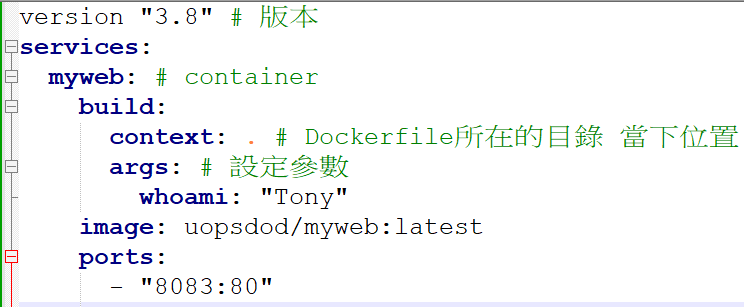 version "3.8" # 版本
services:
  myweb: # container
    build:
      context: . # Dockerfile所在的目錄 當下位置
      args: # 設定參數
        whoami: "Tony"
    image: uopsdod/myweb:latest
    ports:
      - "8083:80"